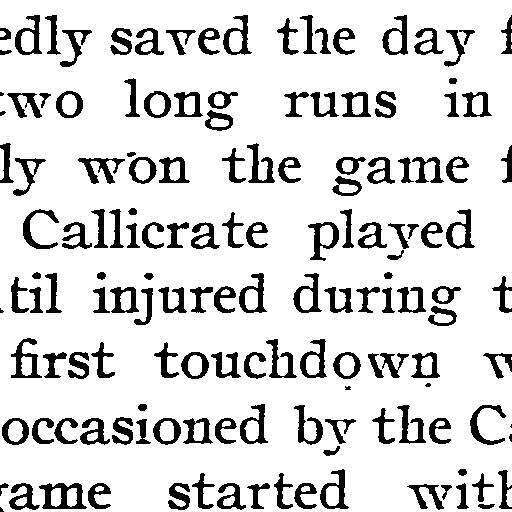 edly saved the day f
two long runs in
ly won the game f
Callicrate played
til injured during t
first touchdown w
occasioned by the Ca
game started with